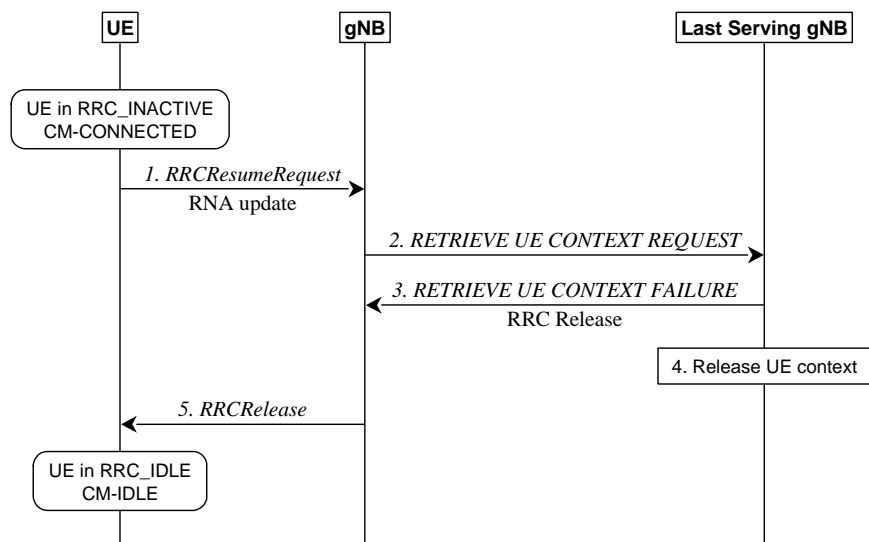 UE
gNB
Last Serving gNB
UE in RRC_INACTIVE
CM-CONNECTED
1. RRCResumeRequest
RNA update
2. RETRIEVE UE CONTEXT REQUEST
3. RETRIEVE UE CONTEXT FAILURE
RRC Release
4. Release UE context
5. RRCRelease
UE in RRC_IDLE
CM-IDLE